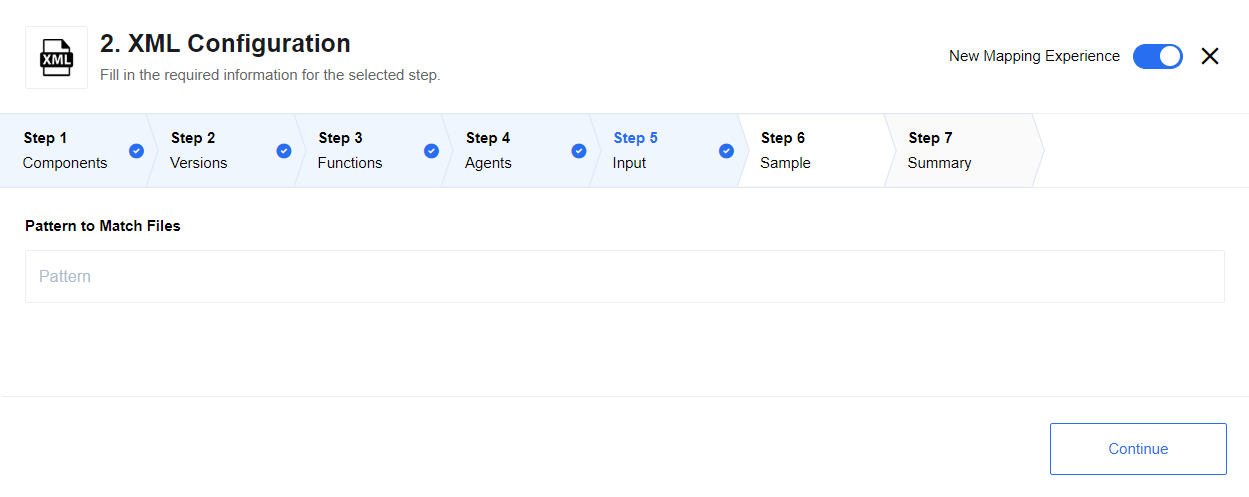 XML
2. XML Configuration
Fill in the required information for the selected step.
New Mapping Experience
Step 1
Components
Step 2
Versions
Step 3
Functions
Step 4
Agents
Step 5
Input
Step 6
Sample
Step 7
Summary
Pattern to Match Files
Pattern
Continue